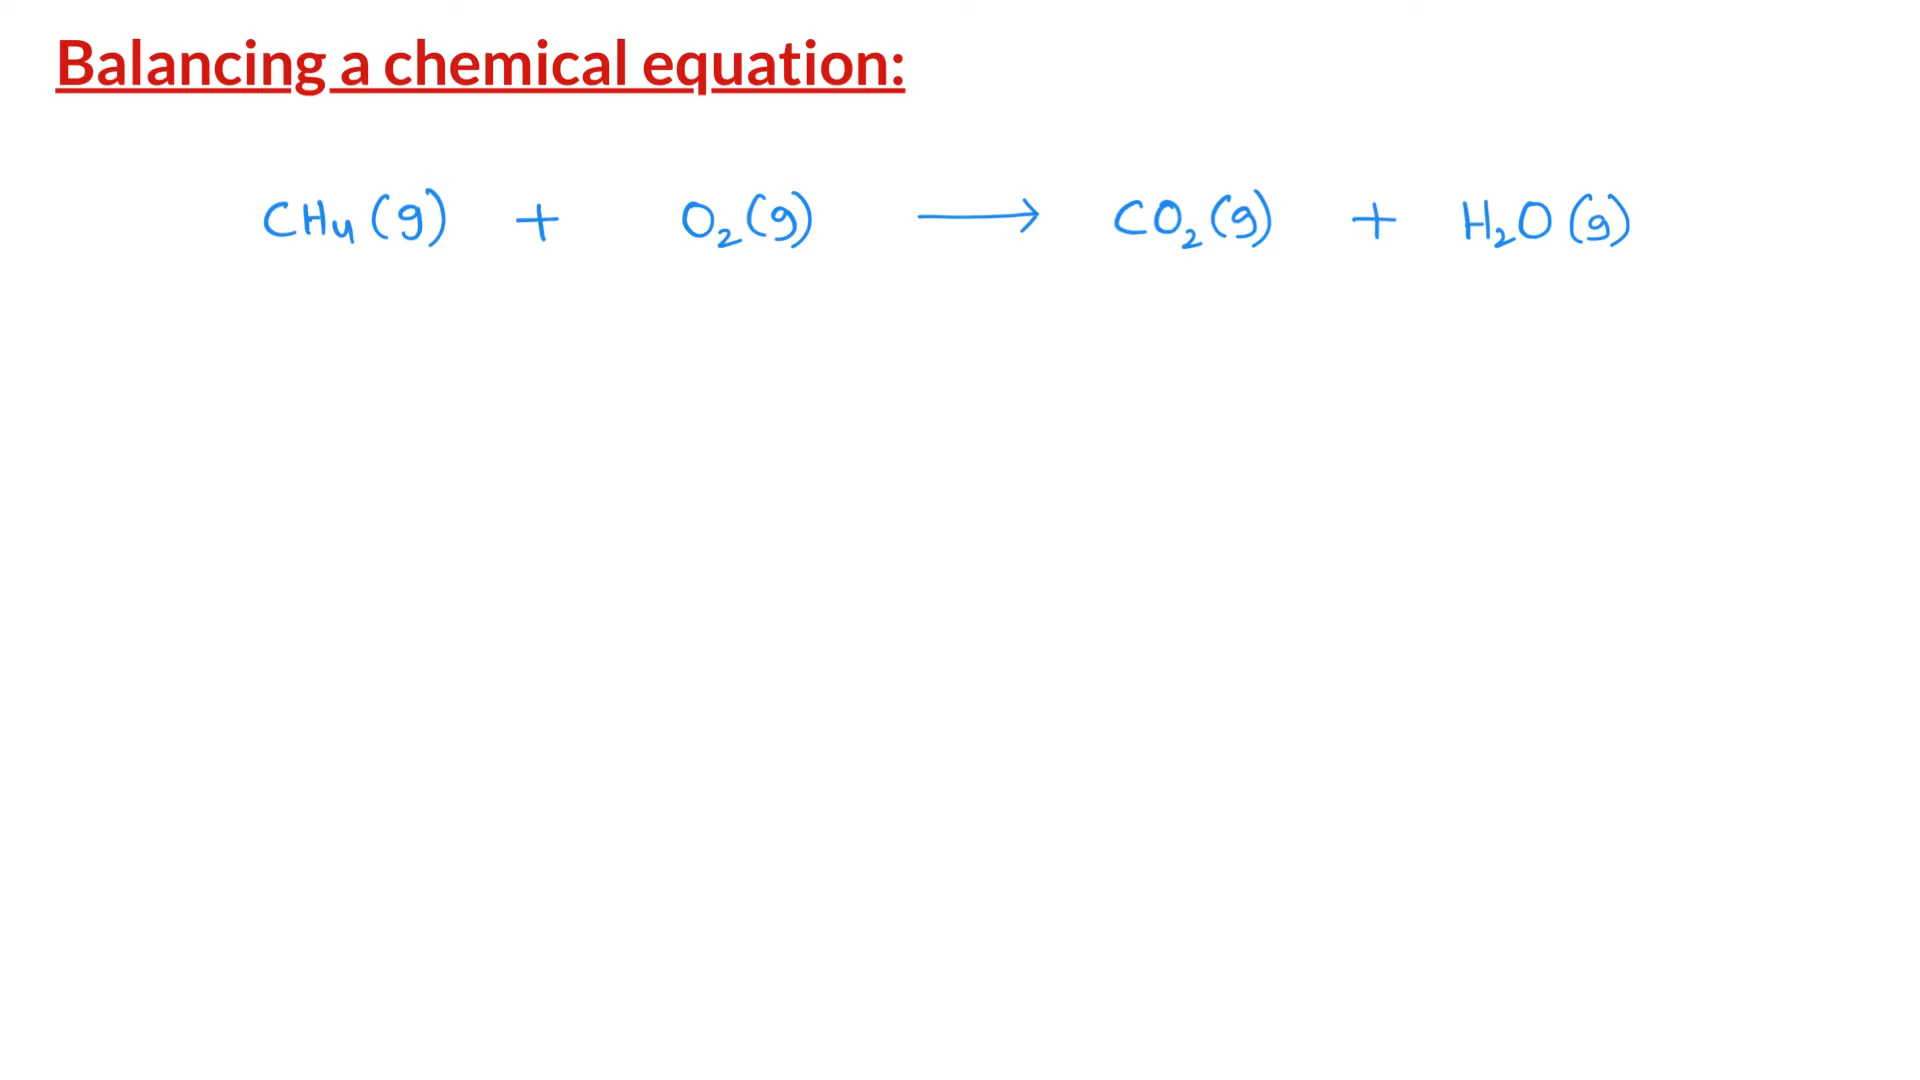 Balancing a chemical equation:
CH₄(g) + O₂(g) ⟶ CO₂(g) + H₂O(g)